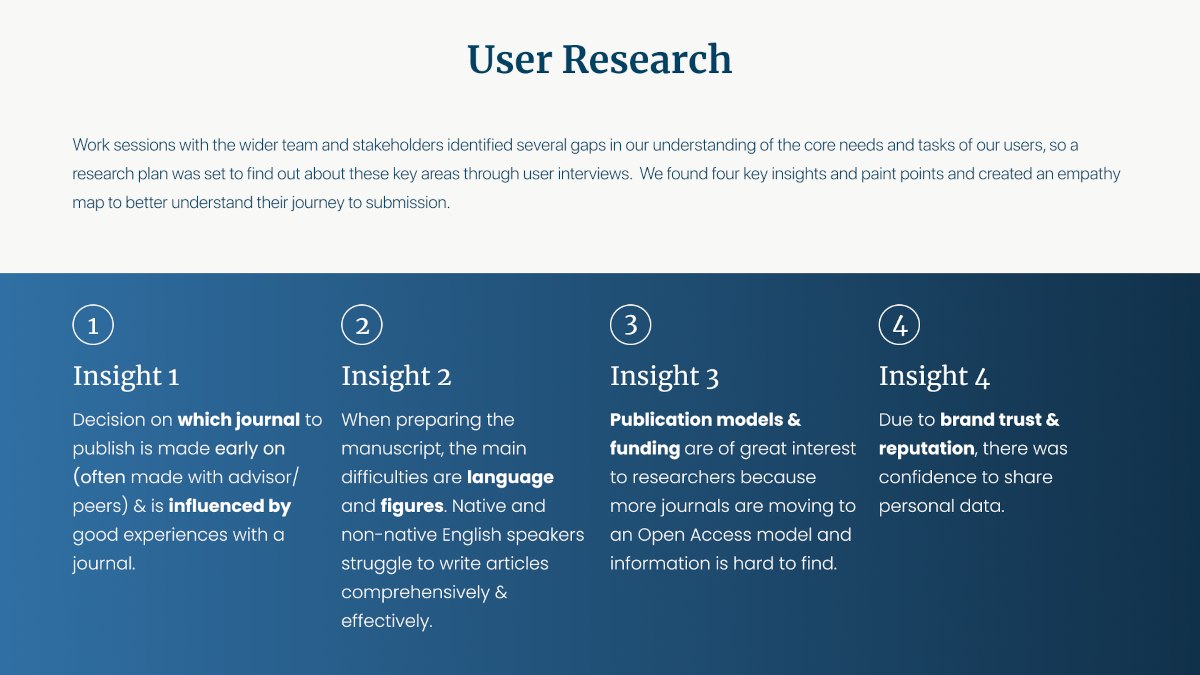 User Research
Work sessions with the wider team and stakeholders identified several gaps in our understanding of the core needs and tasks of our users, so a
research plan was set to find out about these key areas through user interviews.  We found four key insights and paint points and created an empathy
map to better understand their journey to submission.
1
Insight 1
Decision on which journal to
publish is made early on
(often made with advisor/
peers) & is influenced by
good experiences with a
journal.
2
Insight 2
When preparing the
manuscript, the main
difficulties are language
and figures. Native and
non-native English speakers
struggle to write articles
comprehensively &
effectively.
3
Insight 3
Publication models &
funding are of great interest
to researchers because
more journals are moving to
an Open Access model and
information is hard to find.
4
Insight 4
Due to brand trust &
reputation, there was
confidence to share
personal data.